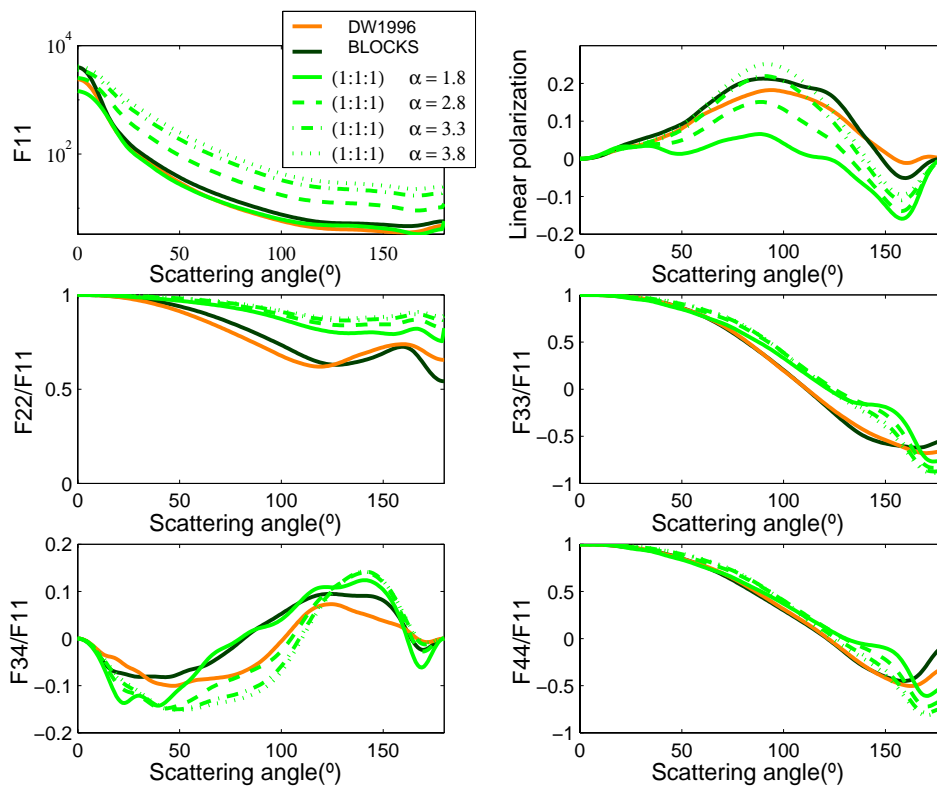 DW1996
BLOCKS
(1:1:1) α = 1.8
(1:1:1) α = 2.8
(1:1:1) α = 3.3
(1:1:1) α = 3.8
10^4
10^2
F11
0 50 100 150
Scattering angle(º)
0.2
0.1
0
−0.1
−0.2
Linear polarization
0 50 100 150
Scattering angle(º)
1
0.5
0
F22/F11
0 50 100 150
Scattering angle(º)
1
0.5
0
−0.5
−1
F33/F11
0 50 100 150
Scattering angle(º)
0.2
0.1
0
−0.1
−0.2
F34/F11
0 50 100 150
Scattering angle(º)
1
0.5
0
−0.5
−1
F44/F11
0 50 100 150
Scattering angle(º)